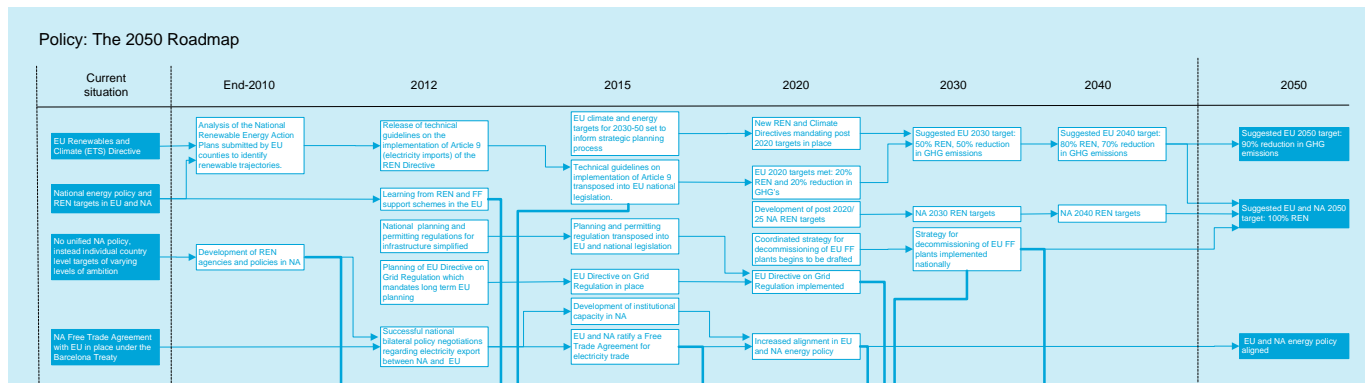 Policy: The 2050 Roadmap
Current
situation
End-2010
2012
2015
2020
2030
2040
2050
EU Renewables and
Climate (ETS) Directive
National energy policy and
REN targets in EU and NA
No unified NA policy,
instead individual country
level targets of varying
levels of ambition
NA Free Trade Agreement
with EU in place under the
Barcelona Treaty
Analysis of the National
Renewable Energy Action
Plans submitted by EU
counties to identify
renewable trajectories.
Development of REN
agencies and policies in NA
Release of technical
guidelines on the
implementation of Article 9
(electricity imports) of
the REN Directive
Learning from REN and FF
support schemes in the EU
National planning and
permitting regulations for
infrastructure simplified
Planning of EU Directive on
Grid Regulation which
mandates long term EU
planning
Successful national
bilateral policy negotiations
regarding electricity export
between NA and EU
EU climate and energy
targets for 2030-50 set to
inform strategic planning
process
Technical guidelines on
implementation of Article 9
transposed into EU national
legislation.
Planning and permitting
regulation transposed into
EU and national legislation
EU Directive on Grid
Regulation in place
Development of institutional
capacity in NA
EU and NA ratify a Free
Trade Agreement for
electricity trade
New REN and Climate
Directives mandating post
2020 targets in place
EU 2020 targets met: 20%
REN and 20% reduction in
GHG's
Development of post 2020/
25 NA REN targets
Coordinated strategy for
decommissioning of EU FF
plants begins to be drafted
EU Directive on Grid
Regulation implemented
Increased alignment in EU
and NA energy policy
Suggested EU 2030 target:
50% REN, 50% reduction
in GHG emissions
NA 2030 REN targets
Strategy for
decommissioning of EU FF
plants implemented
nationally
Suggested EU 2040 target:
80% REN, 70% reduction
in GHG emissions
NA 2040 REN targets
Suggested EU 2050 target:
90% reduction in GHG
emissions
Suggested EU and NA 2050
target: 100% REN
EU and NA energy policy
aligned